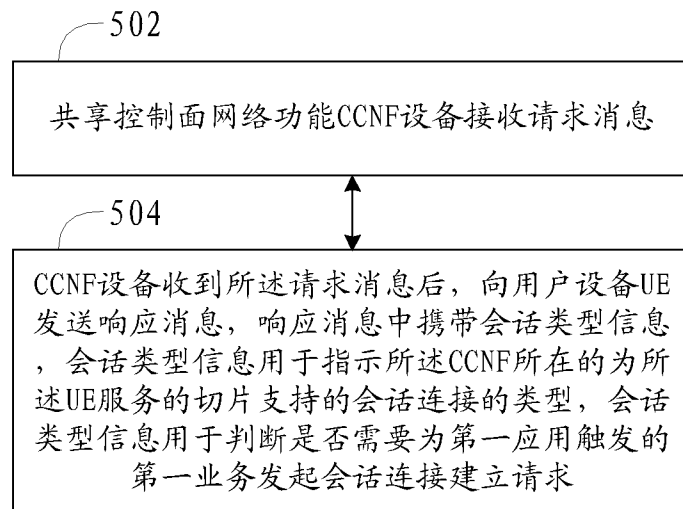 502
共享控制面网络功能CCNF设备接收请求消息
504
CCNF设备收到所述请求消息后，向用户设备UE
发送响应消息，响应消息中携带会话类型信息
，会话类型信息用于指示所述CCNF所在的为所
述UE服务的切片支持的会话连接的类型，会话
类型信息用于判断是否需要为第一应用触发的
第一业务发起会话连接建立请求